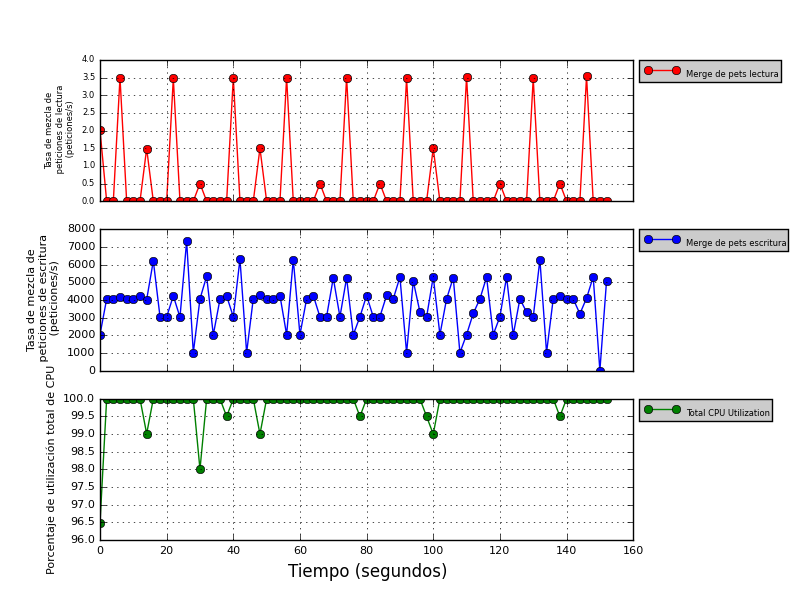 4.0
3.5
3.0
2.5
2.0
1.5
1.0
0.5
0.0
Tasa de mezcla de
peticiones de lectura
(peticiones/s)
Merge de pets lectura
8000
7000
6000
5000
4000
3000
2000
1000
0
Tasa de mezcla de
peticiones de escritura
(peticiones/s)
Merge de pets escritura
100.0
99.5
99.0
98.5
98.0
97.5
97.0
96.5
96.0
Porcentaje de utilización total de CPU
Total CPU Utilization
0 20 40 60 80 100 120 140 160
Tiempo (segundos)